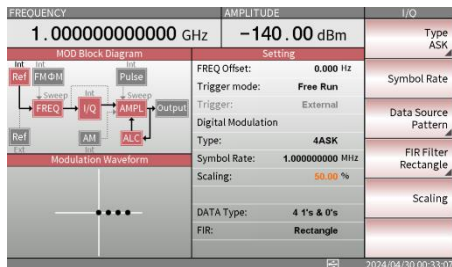 FREQUENCY AMPLITUDE I/Q
1.000000000000 GHz -140.00 dBm
MOD Block Diagram
Int Int Int
Ref FMΦM Pulse
Sweep Int Sweep
FREQ I/Q AMPL Output
Ref AM ALC
Ext Int
Modulation Waveform
Setting
FREQ Offset: 0.000 Hz
Trigger mode: Free Run
Trigger: External
Digital Modulation
Type: 4ASK
Symbol Rate: 1.000000000 MHz
Scaling: 50.00 %
DATA Type: 4 1's & 0's
FIR: Rectangle
Type
ASK
Symbol Rate
Data Source
Pattern
FIR Filter
Rectangle
Scaling
2024/04/30 00:33:07